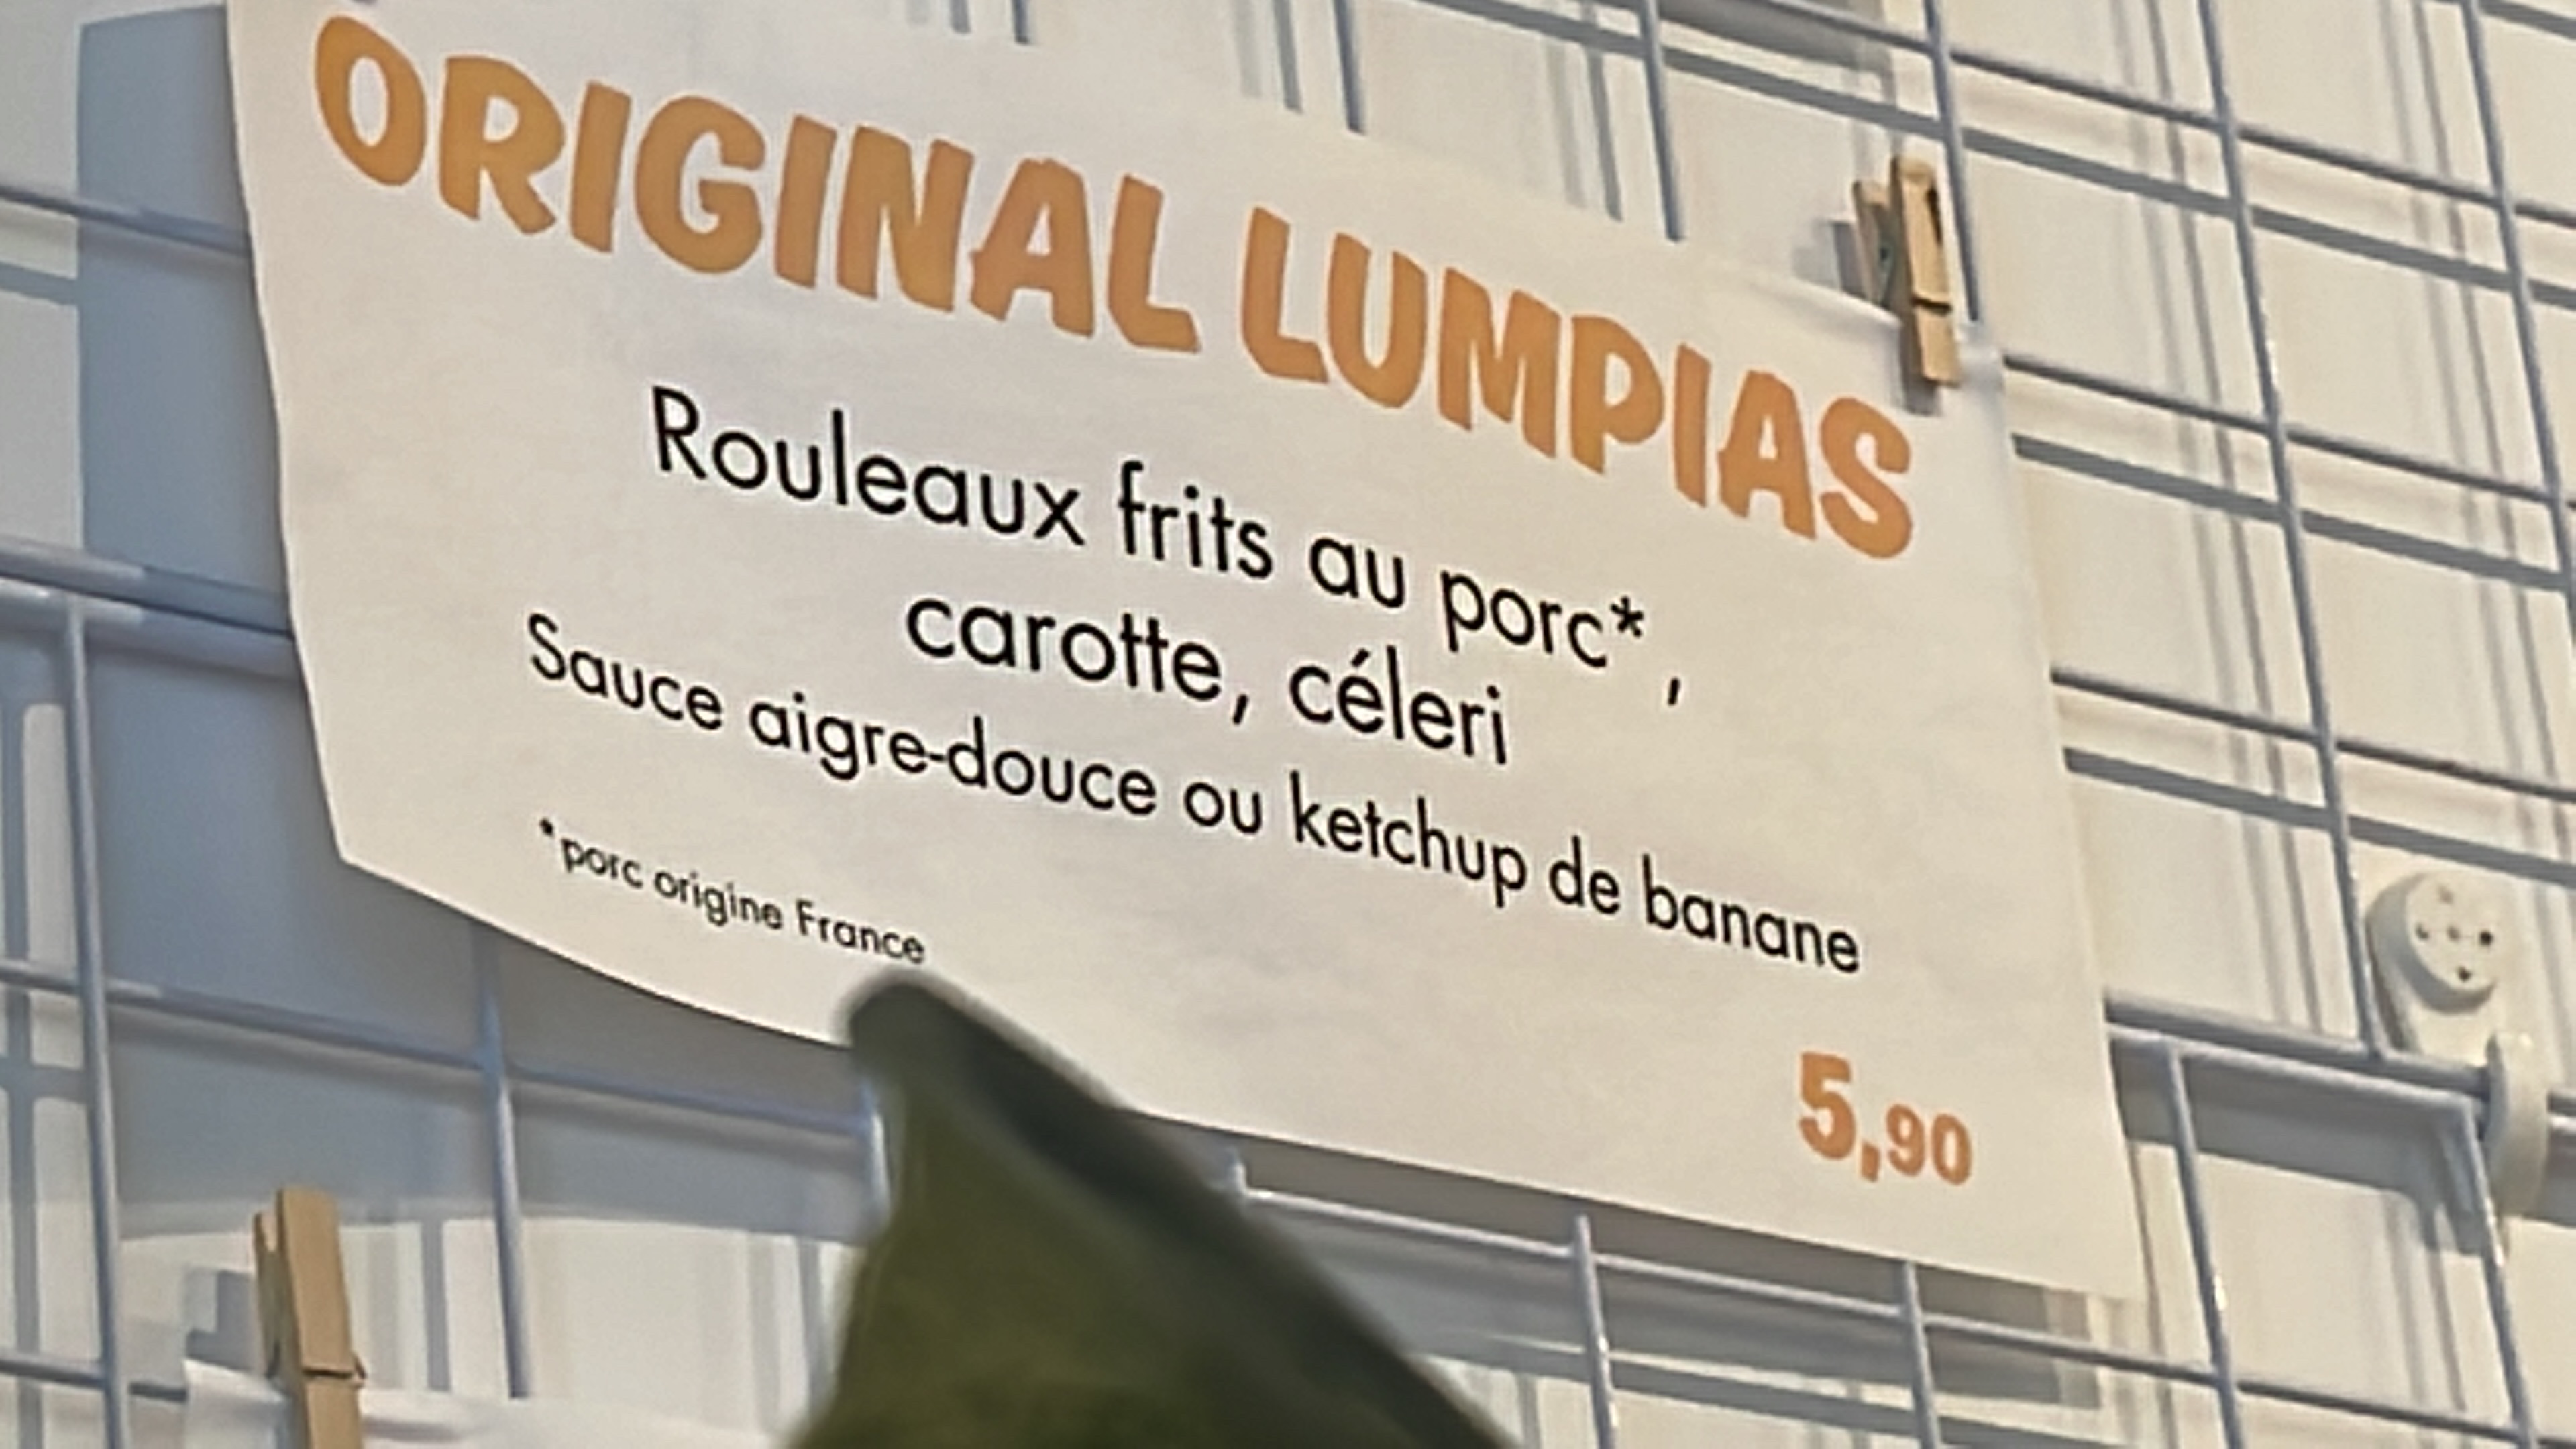 ORIGINAL LUMPIAS
Rouleaux frits au porc* ,
carotte, céleri
Sauce aigre-douce ou ketchup de banane
*porc origine France
5,90